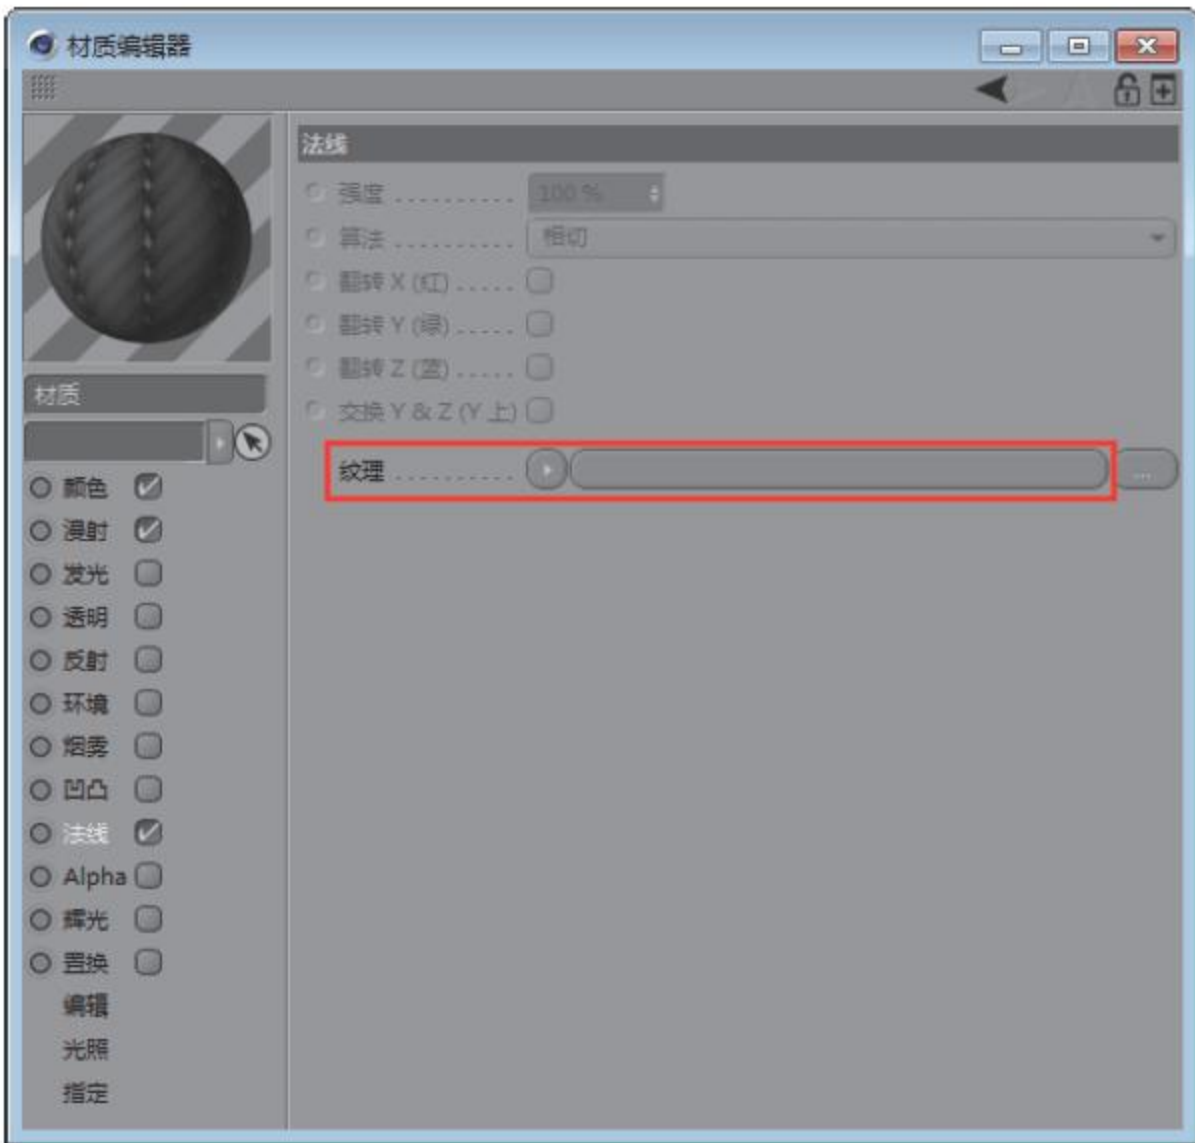 材质编辑器
法线
强度 .......... 100 %
算法 .......... 相切
翻转 X (红) .....
翻转 Y (绿) .....
翻转 Z (蓝) .....
交换 Y & Z (Y 上)
纹理 .......... ...
材质
颜色
漫射
发光
透明
反射
环境
烟雾
凹凸
法线
Alpha
辉光
置换
编辑
光照
指定